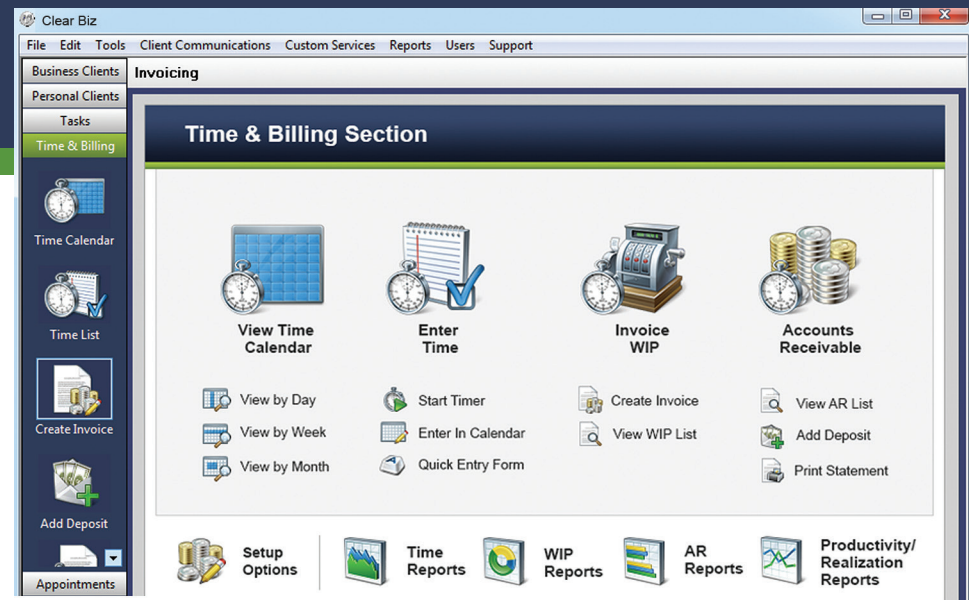 Clear Biz
File Edit Tools Client Communications Custom Services Reports Users Support
Business Clients
Invoicing
Personal Clients
Tasks
Time & Billing
Time Calendar
Time List
Create Invoice
Add Deposit
Appointments
Time & Billing Section
View Time
Calendar
View by Day
View by Week
View by Month
Enter
Time
Start Timer
Enter In Calendar
Quick Entry Form
Invoice
WIP
Create Invoice
View WIP List
Accounts
Receivable
View AR List
Add Deposit
Print Statement
Setup
Options
Time
Reports
WIP
Reports
AR
Reports
Productivity/
Realization
Reports